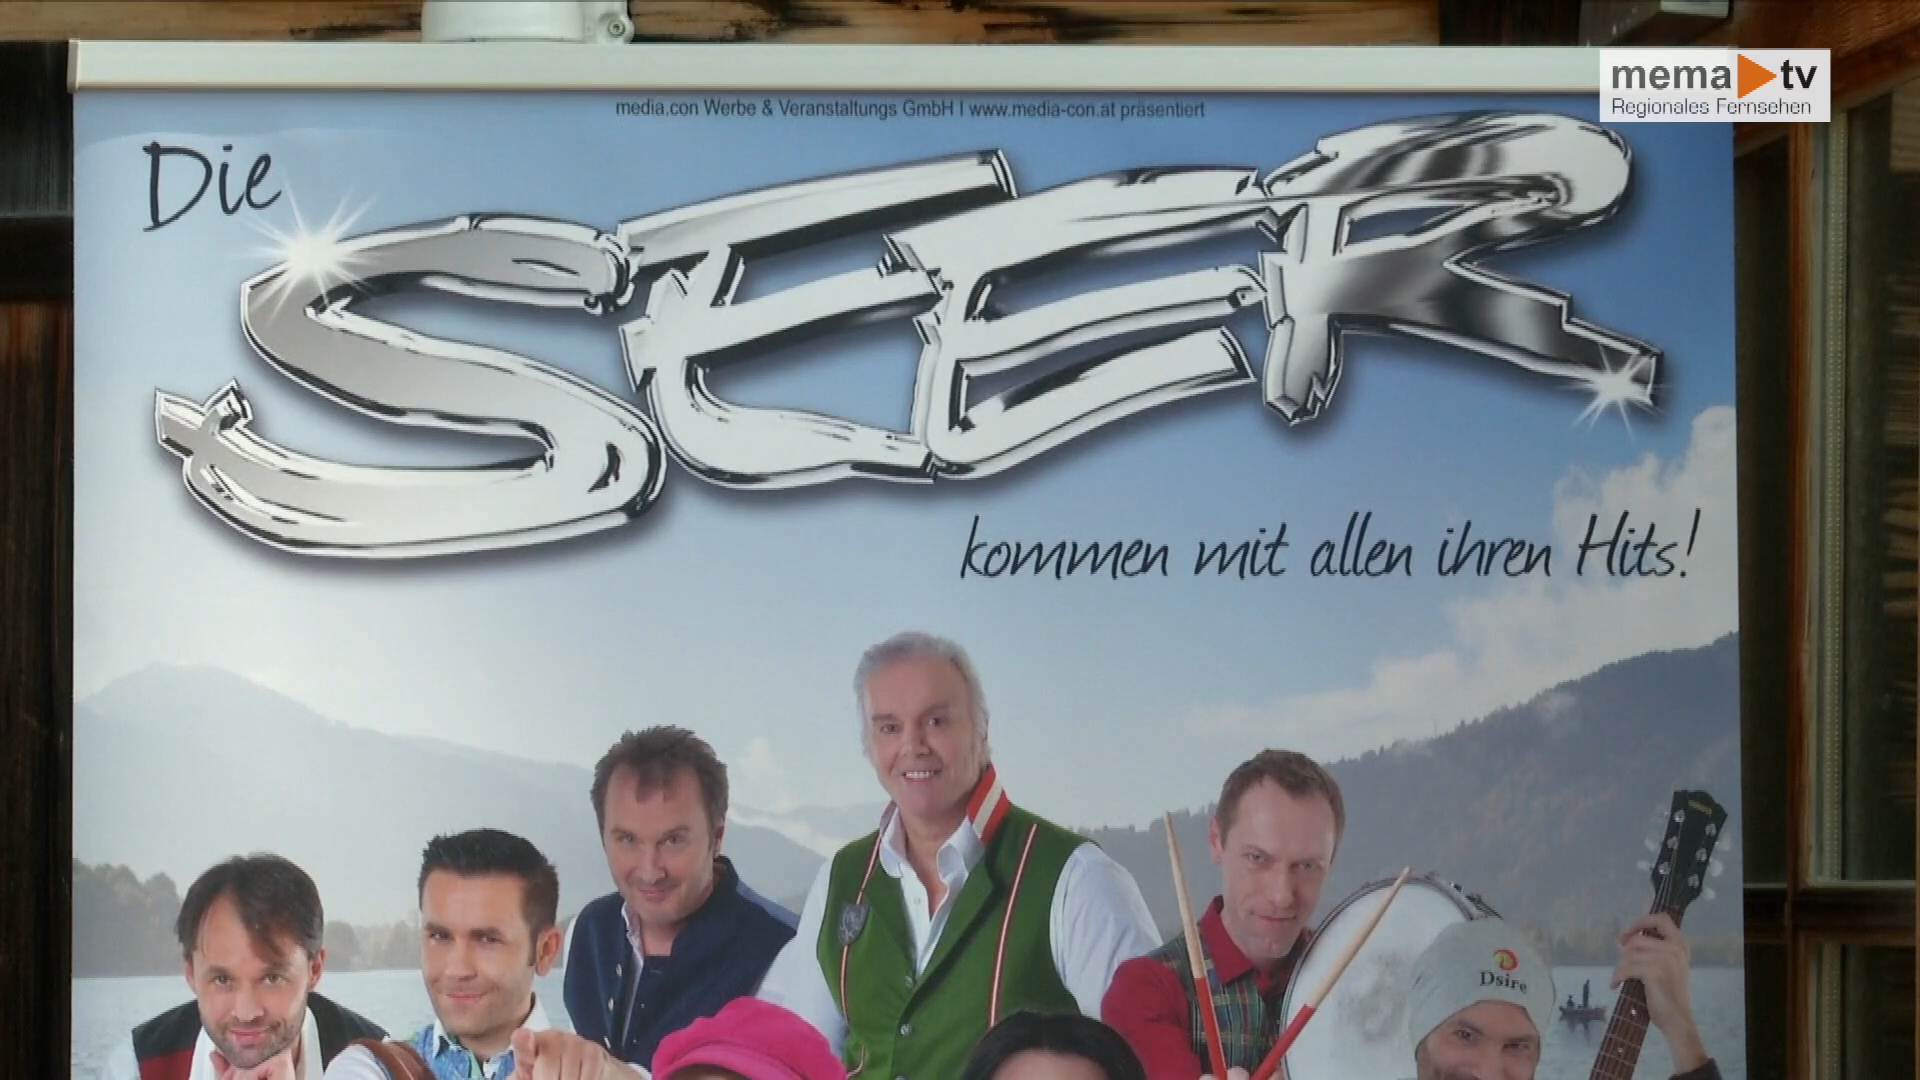 mema tv
Regionales Fernsehen
media.con Werbe & Veranstaltungs GmbH I www.media-con.at präsentiert
Die
SEER
kommen mit allen ihren Hits!
Dsire